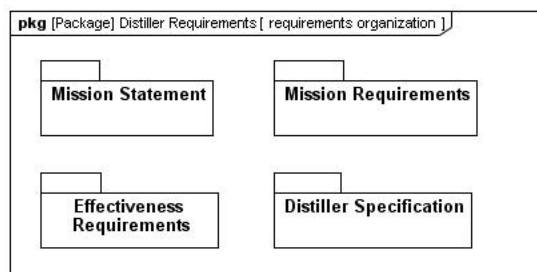 pkg [Package] Distiller Requirements [ requirements organization ]
Mission Statement
Mission Requirements
Effectiveness
Requirements
Distiller Specification